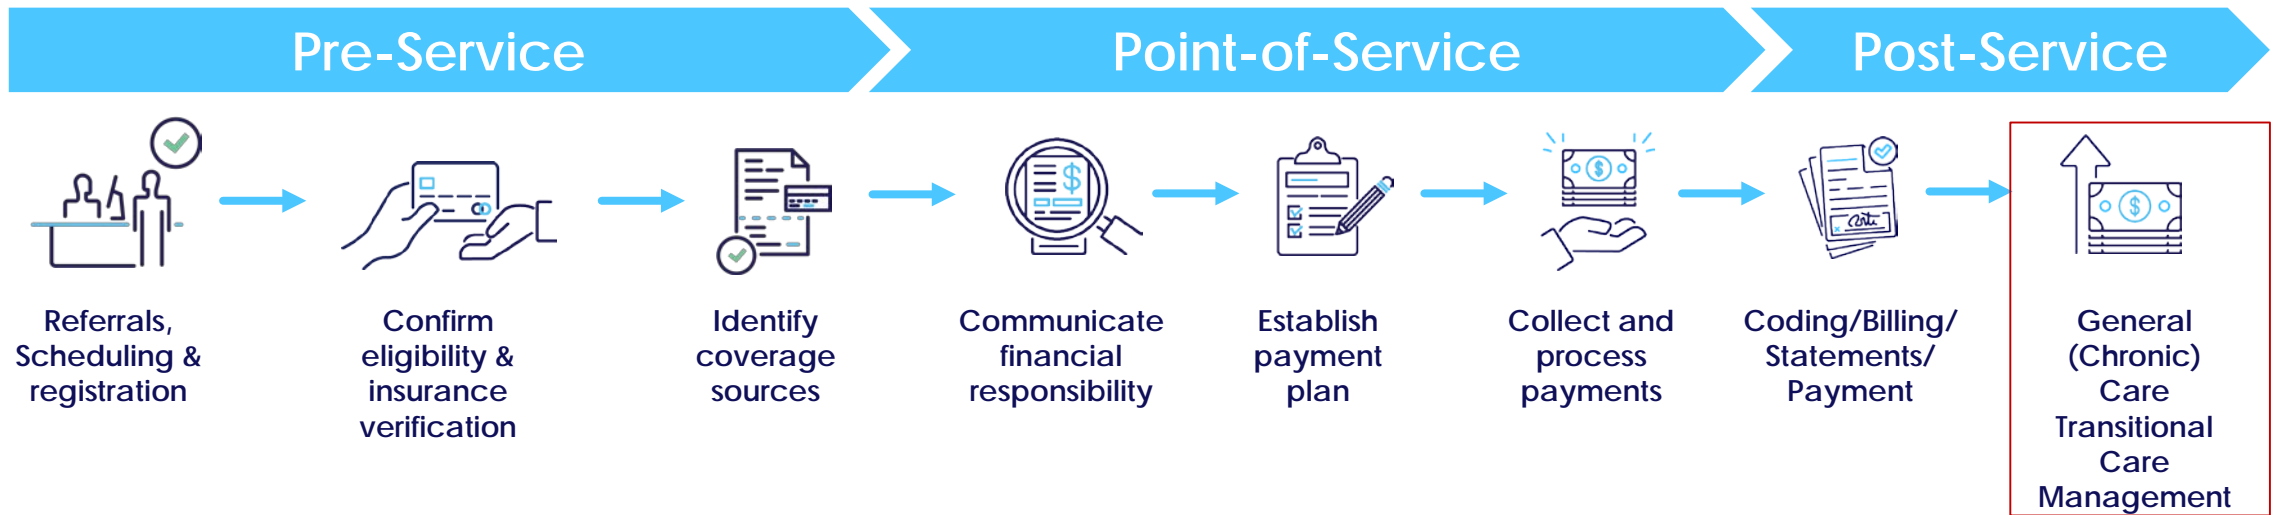 Pre-Service
Point-of-Service
Post-Service
Referrals,
Scheduling &
registration
Confirm
eligibility &
insurance
verification
Identify
coverage
sources
Communicate
financial
responsibility
Establish
payment
plan
Collect and
process
payments
Coding/Billing/
Statements/
Payment
General
(Chronic)
Care
Transitional
Care
Management